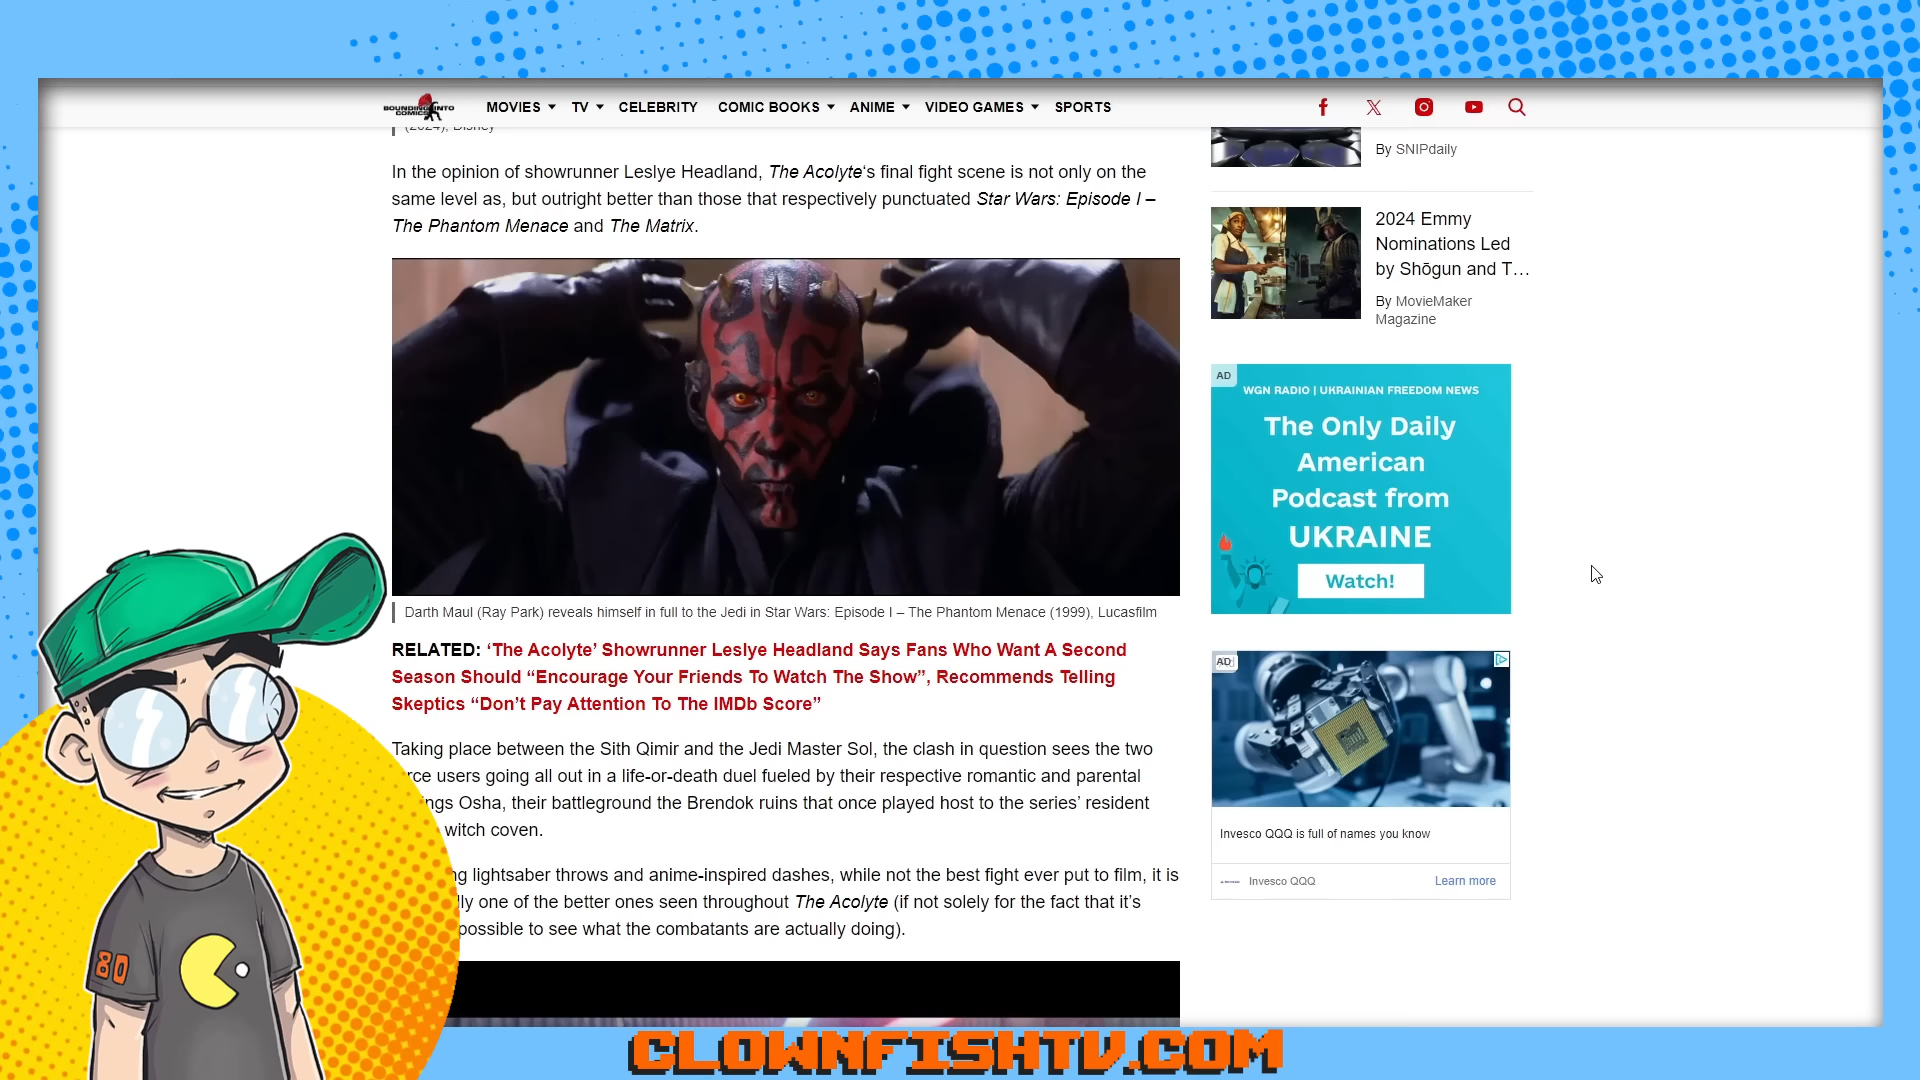 BOUNDING INTO
COMICS
MOVIES
TV
CELEBRITY
COMIC BOOKS
ANIME
VIDEO GAMES
SPORTS
(2024), Disney
In the opinion of showrunner Leslye Headland, The Acolyte‘s final fight scene is not only on the
same level as, but outright better than those that respectively punctuated Star Wars: Episode I –
The Phantom Menace and The Matrix.
Darth Maul (Ray Park) reveals himself in full to the Jedi in Star Wars: Episode I – The Phantom Menace (1999), Lucasfilm
RELATED: ‘The Acolyte’ Showrunner Leslye Headland Says Fans Who Want A Second
Season Should “Encourage Your Friends To Watch The Show”, Recommends Telling
Skeptics “Don’t Pay Attention To The IMDb Score”
Taking place between the Sith Qimir and the Jedi Master Sol, the clash in question sees the two
rce users going all out in a life-or-death duel fueled by their respective romantic and parental
ngs Osha, their battleground the Brendok ruins that once played host to the series’ resident
witch coven.
ng lightsaber throws and anime-inspired dashes, while not the best fight ever put to film, it is
lly one of the better ones seen throughout The Acolyte (if not solely for the fact that it’s
possible to see what the combatants are actually doing).
By SNIPdaily
2024 Emmy
Nominations Led
by Shōgun and T…
By MovieMaker
Magazine
AD
WGN RADIO | UKRAINIAN FREEDOM NEWS
The Only Daily
American
Podcast from
UKRAINE
Watch!
AD
Invesco QQQ is full of names you know
Invesco QQQ
Learn more
80
CLOWNFISHTV.COM